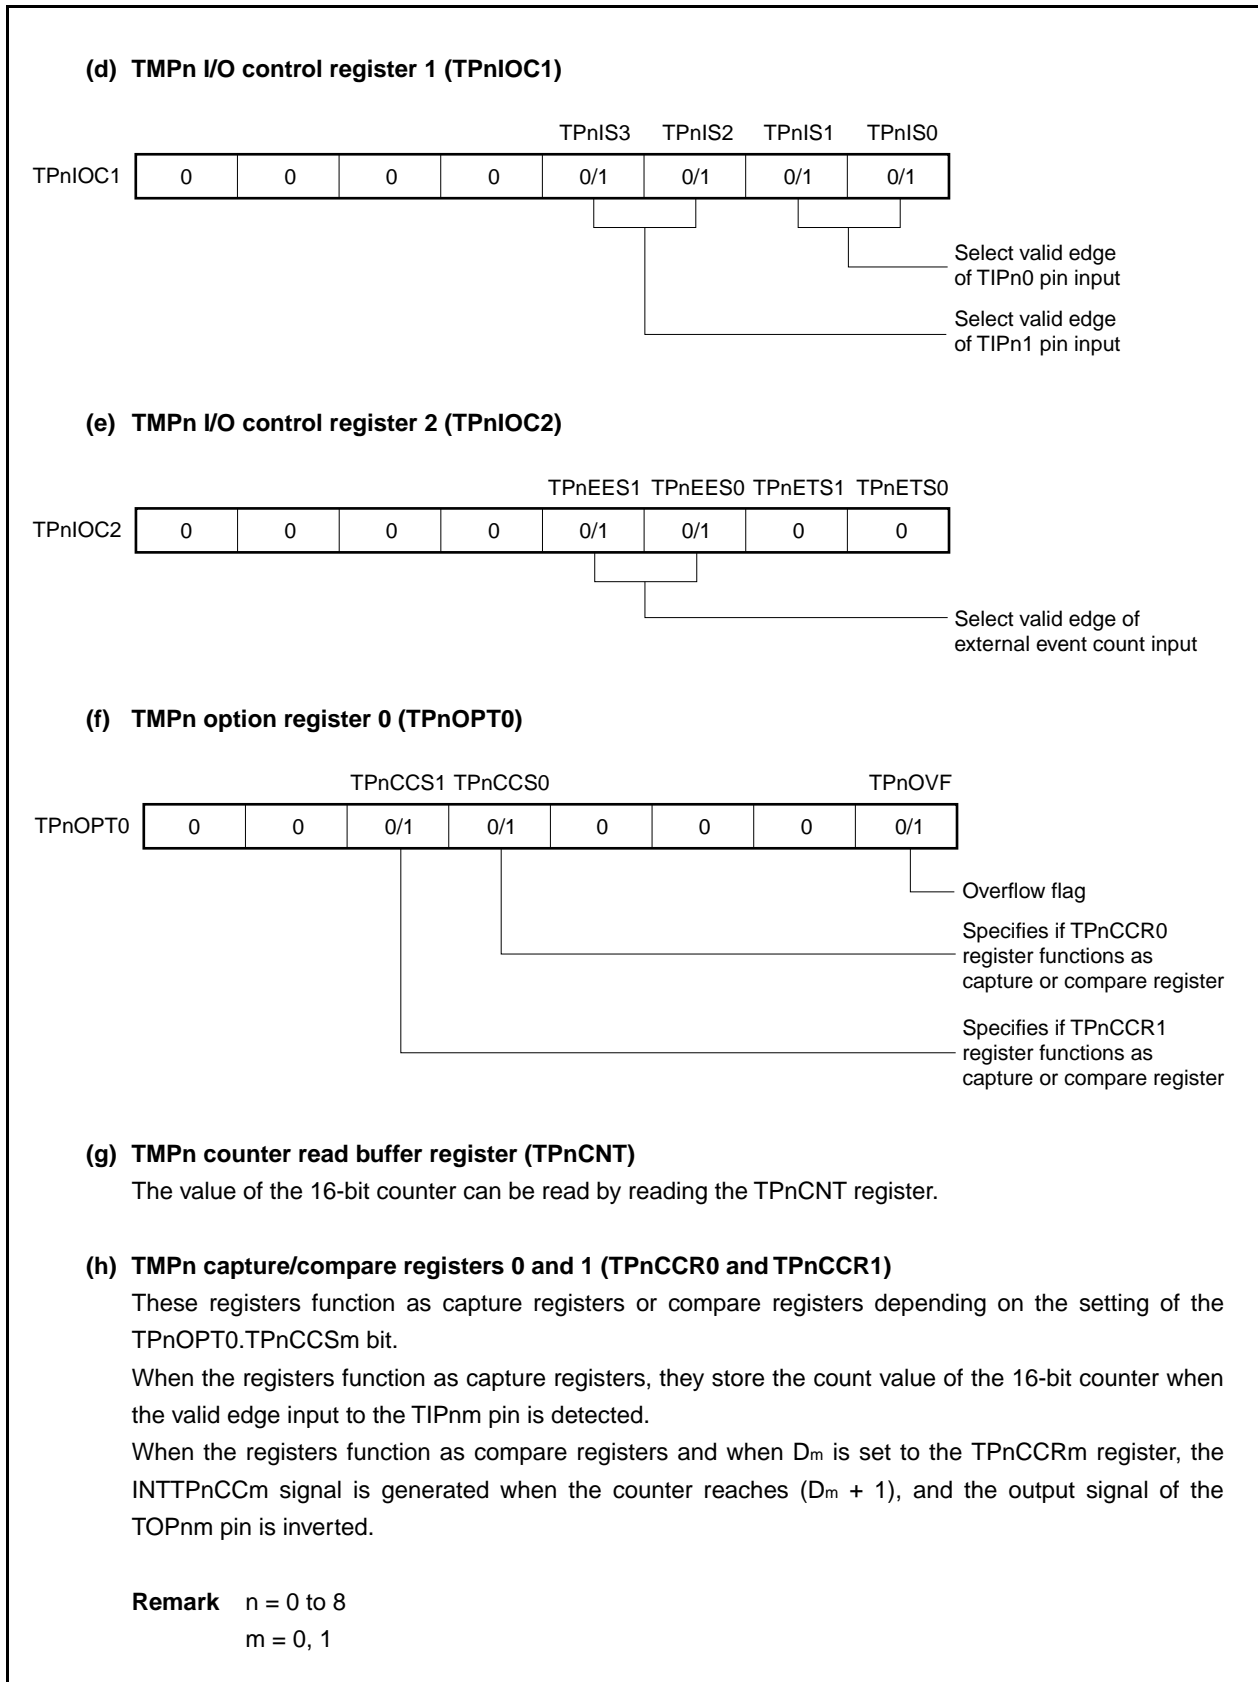 (d) TMPn I/O control register 1 (TPnIOC1)
TPnIS3 TPnIS2 TPnIS1 TPnIS0
TPnIOC1 0 0 0 0 0/1 0/1 0/1 0/1
Select valid edge
of TIPn0 pin input
Select valid edge
of TIPn1 pin input
(e) TMPn I/O control register 2 (TPnIOC2)
TPnEES1 TPnEES0 TPnETS1 TPnETS0
TPnIOC2 0 0 0 0 0/1 0/1 0 0
Select valid edge of
external event count input
(f) TMPn option register 0 (TPnOPT0)
TPnCCS1 TPnCCS0 TPnOVF
TPnOPT0 0 0 0/1 0/1 0 0 0 0/1
Overflow flag
Specifies if TPnCCR0
register functions as
capture or compare register
Specifies if TPnCCR1
register functions as
capture or compare register
(g) TMPn counter read buffer register (TPnCNT)
The value of the 16-bit counter can be read by reading the TPnCNT register.
(h) TMPn capture/compare registers 0 and 1 (TPnCCR0 and TPnCCR1)
These registers function as capture registers or compare registers depending on the setting of the
TPnOPT0.TPnCCSm bit.
When the registers function as capture registers, they store the count value of the 16-bit counter when
the valid edge input to the TIPnm pin is detected.
When the registers function as compare registers and when Dm is set to the TPnCCRm register, the
INTTPnCCm signal is generated when the counter reaches (Dm + 1), and the output signal of the
TOPnm pin is inverted.
Remark n = 0 to 8
m = 0, 1